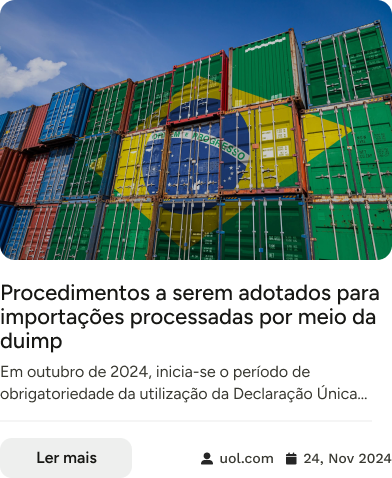 ORDEM E PROGRESSO
Procedimentos a serem adotados para
importações processadas por meio da
duimp
Em outubro de 2024, inicia-se o período de
obrigatoriedade da utilização da Declaração Única...
Ler mais
uol.com
24, Nov 2024